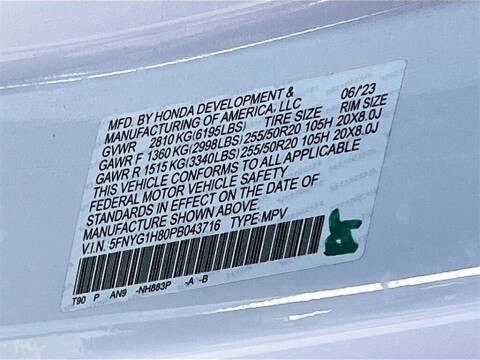 MFD. BY HONDA DEVELOPMENT & 06/'23
MANUFACTURING OF AMERICA, LLC
GVWR 2810 KG(6195LBS) TIRE SIZE RIM SIZE
GAWR F 1360 KG(2998LBS) 255/50R20 105H 20X8.0J
GAWR R 1515 KG(3340LBS) 255/50R20 105H 20X8.0J
THIS VEHICLE CONFORMS TO ALL APPLICABLE
FEDERAL MOTOR VEHICLE SAFETY
STANDARDS IN EFFECT ON THE DATE OF
MANUFACTURE SHOWN ABOVE.
V.I.N. 5FNYG1H80PB043716 TYPE: MPV
T90 P AN9 -NH883P -A -B